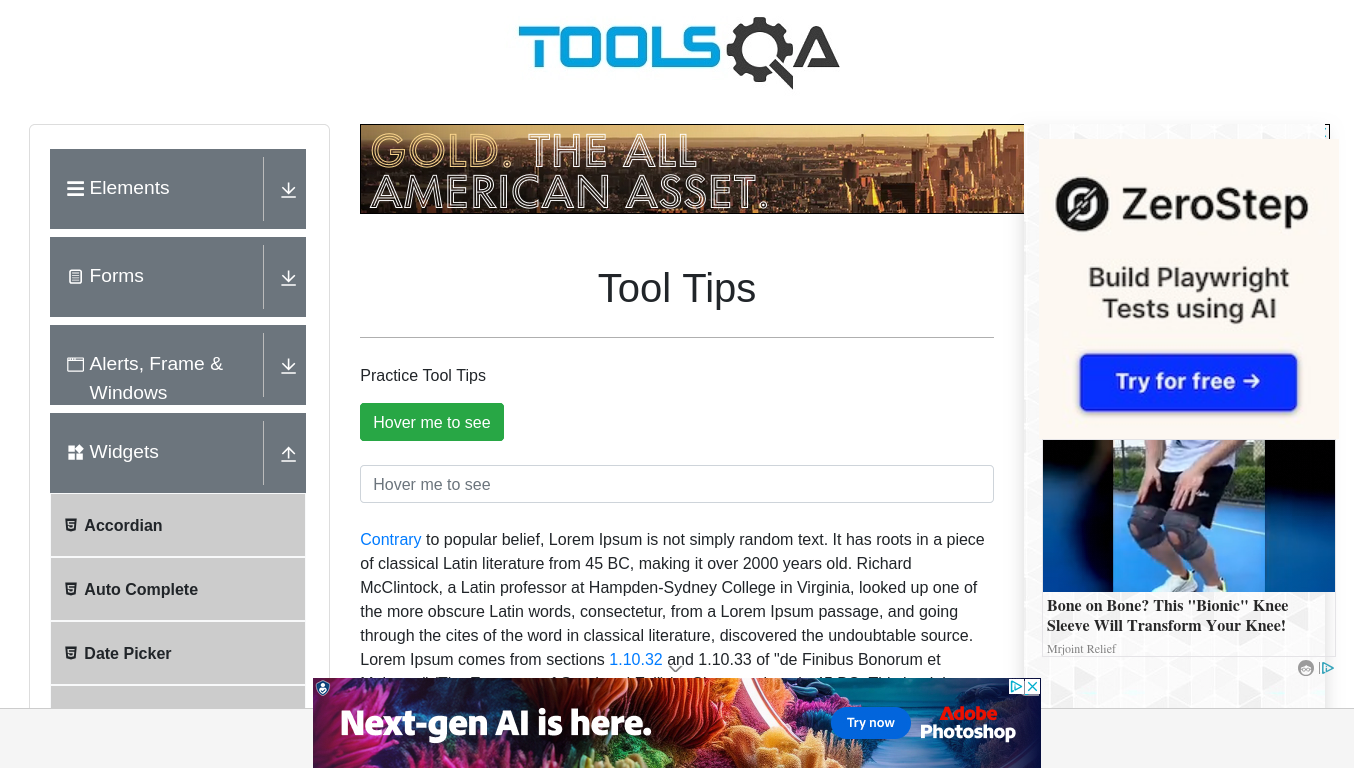 TOOLSQA
GOLD. THE ALL
AMERICAN ASSET.
Elements
Forms
Alerts, Frame &
Windows
Widgets
Accordian
Auto Complete
Date Picker
Tool Tips
Practice Tool Tips
Hover me to see
Hover me to see
Contrary to popular belief, Lorem Ipsum is not simply random text. It has roots in a piece
of classical Latin literature from 45 BC, making it over 2000 years old. Richard
McClintock, a Latin professor at Hampden-Sydney College in Virginia, looked up one of
the more obscure Latin words, consectetur, from a Lorem Ipsum passage, and going
through the cites of the word in classical literature, discovered the undoubtable source.
Lorem Ipsum comes from sections 1.10.32 and 1.10.33 of "de Finibus Bonorum et
ZeroStep
Build Playwright
Tests using AI
Try for free →
Bone on Bone? This "Bionic" Knee
Sleeve Will Transform Your Knee!
Mrjoint Relief
Next-gen AI is here.
Try now
Adobe
Photoshop